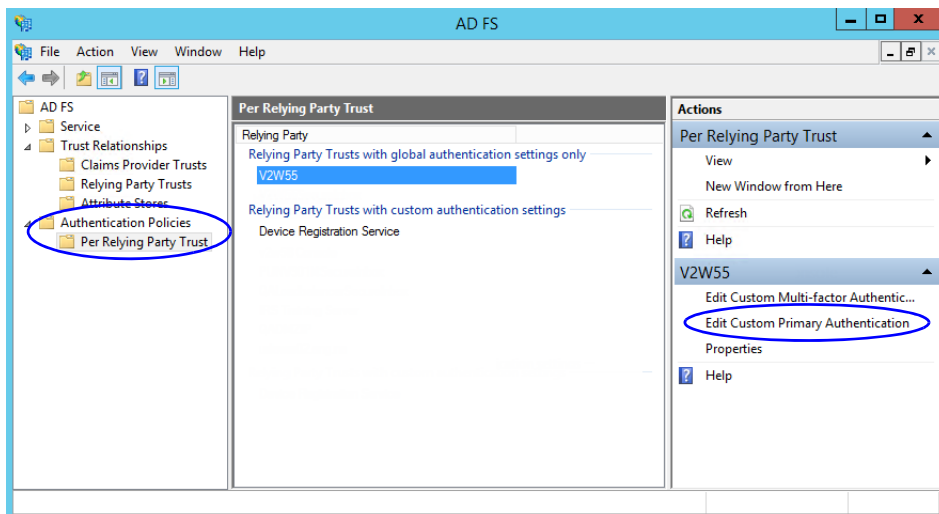 AD FS
File Action View Window Help
AD FS
Service
Trust Relationships
Claims Provider Trusts
Relying Party Trusts
Attribute Stores
Authentication Policies
Per Relying Party Trust
Per Relying Party Trust
Relying Party
Relying Party Trusts with global authentication settings only
V2W55
Relying Party Trusts with custom authentication settings
Device Registration Service
Actions
Per Relying Party Trust
View
New Window from Here
Refresh
Help
V2W55
Edit Custom Multi-factor Authentic...
Edit Custom Primary Authentication
Properties
Help